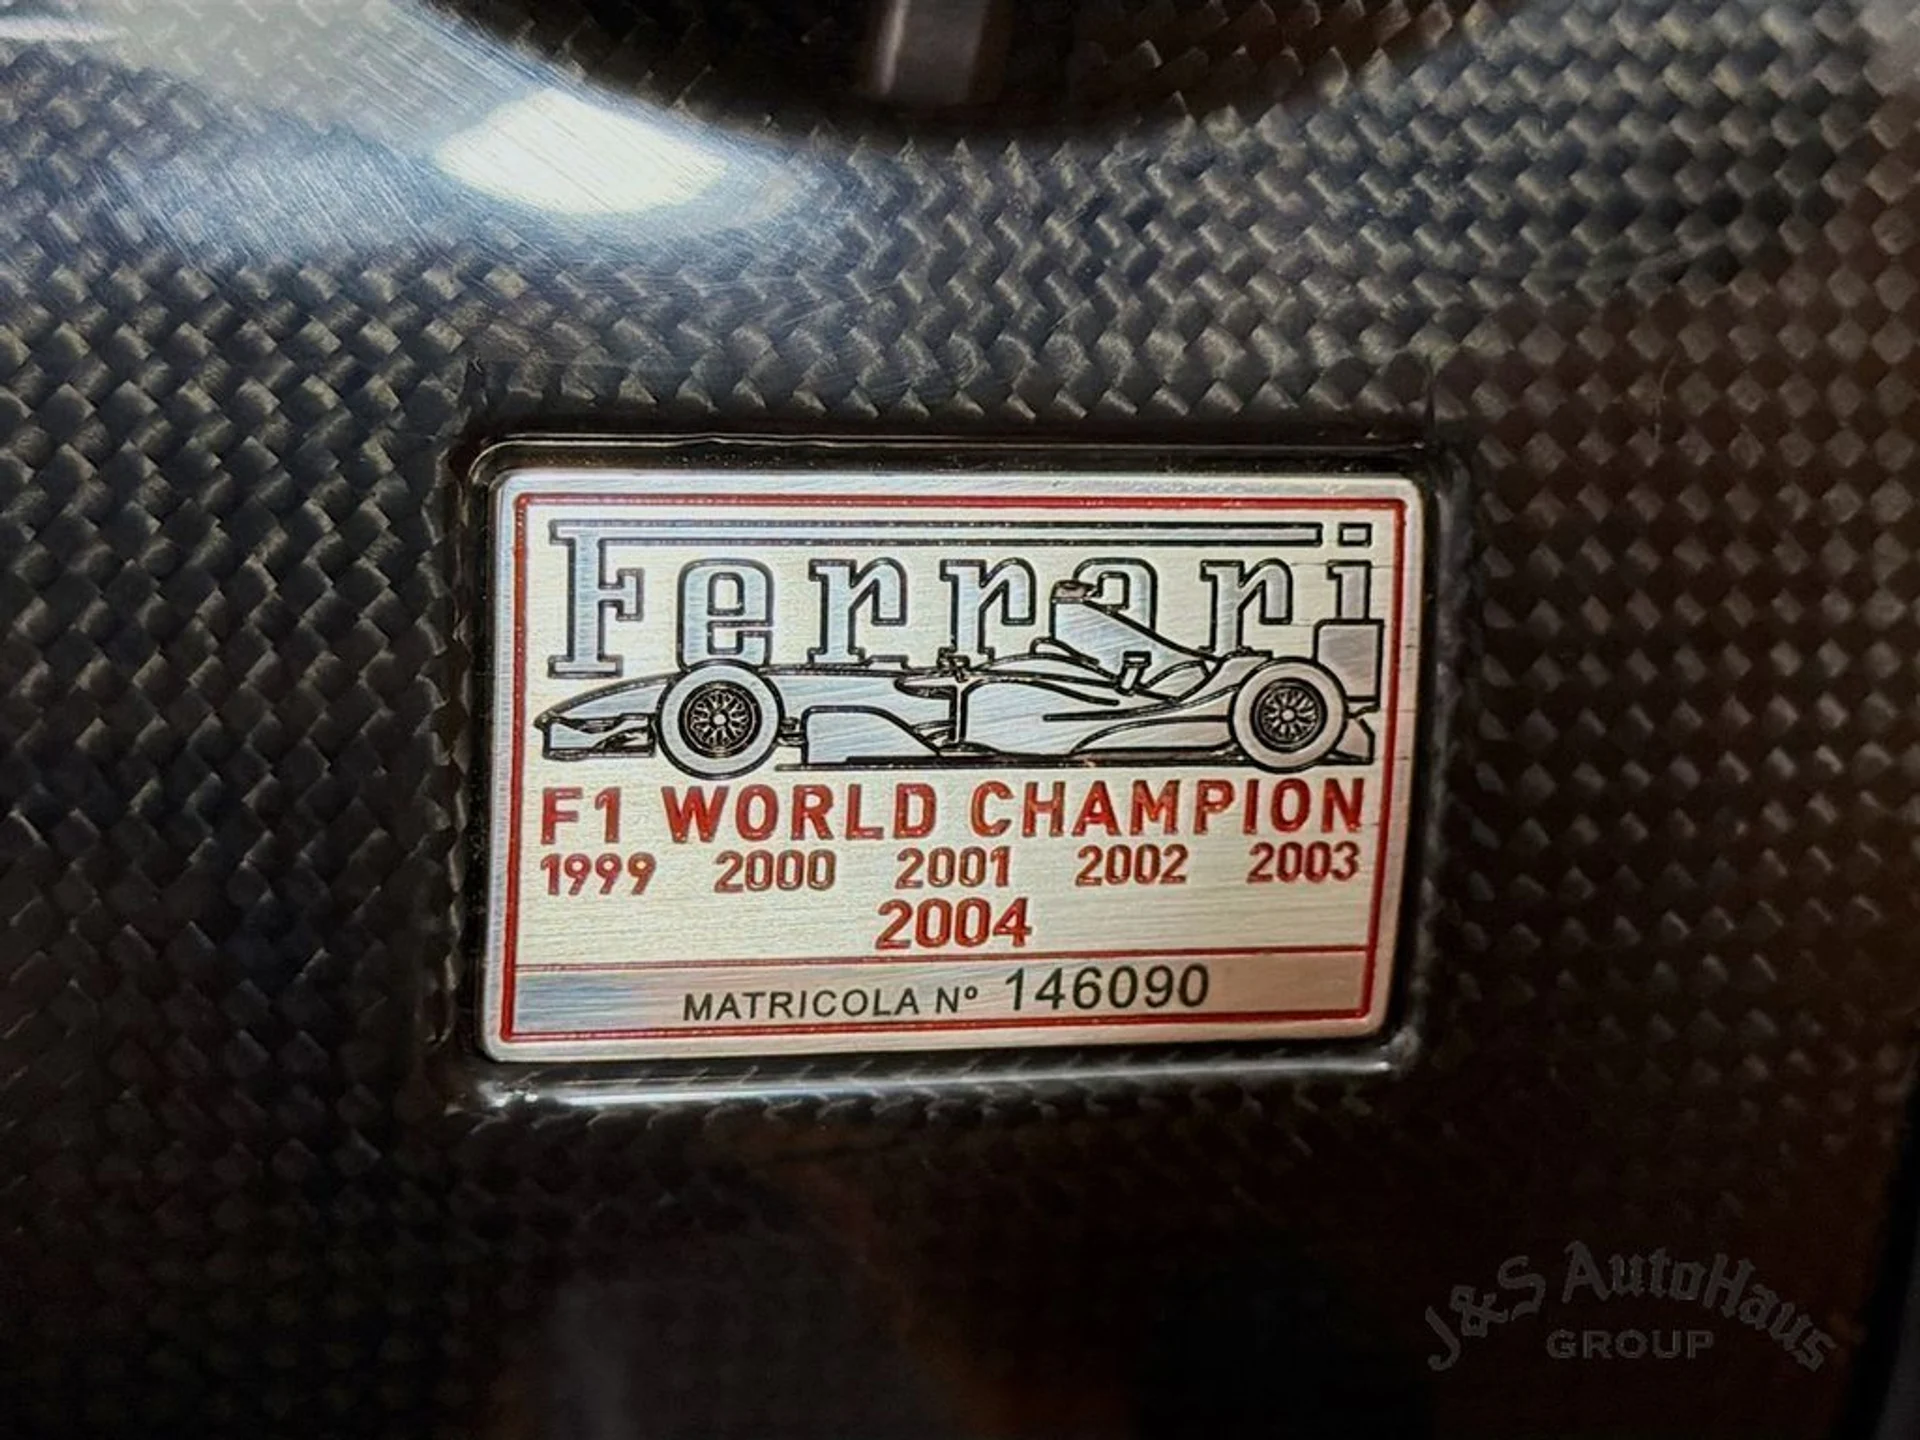 Ferrari
F1 WORLD CHAMPION
1999 2000 2001 2002 2003
2004
MATRICOLA Nº 146090
J&S AutoHaus
GROUP